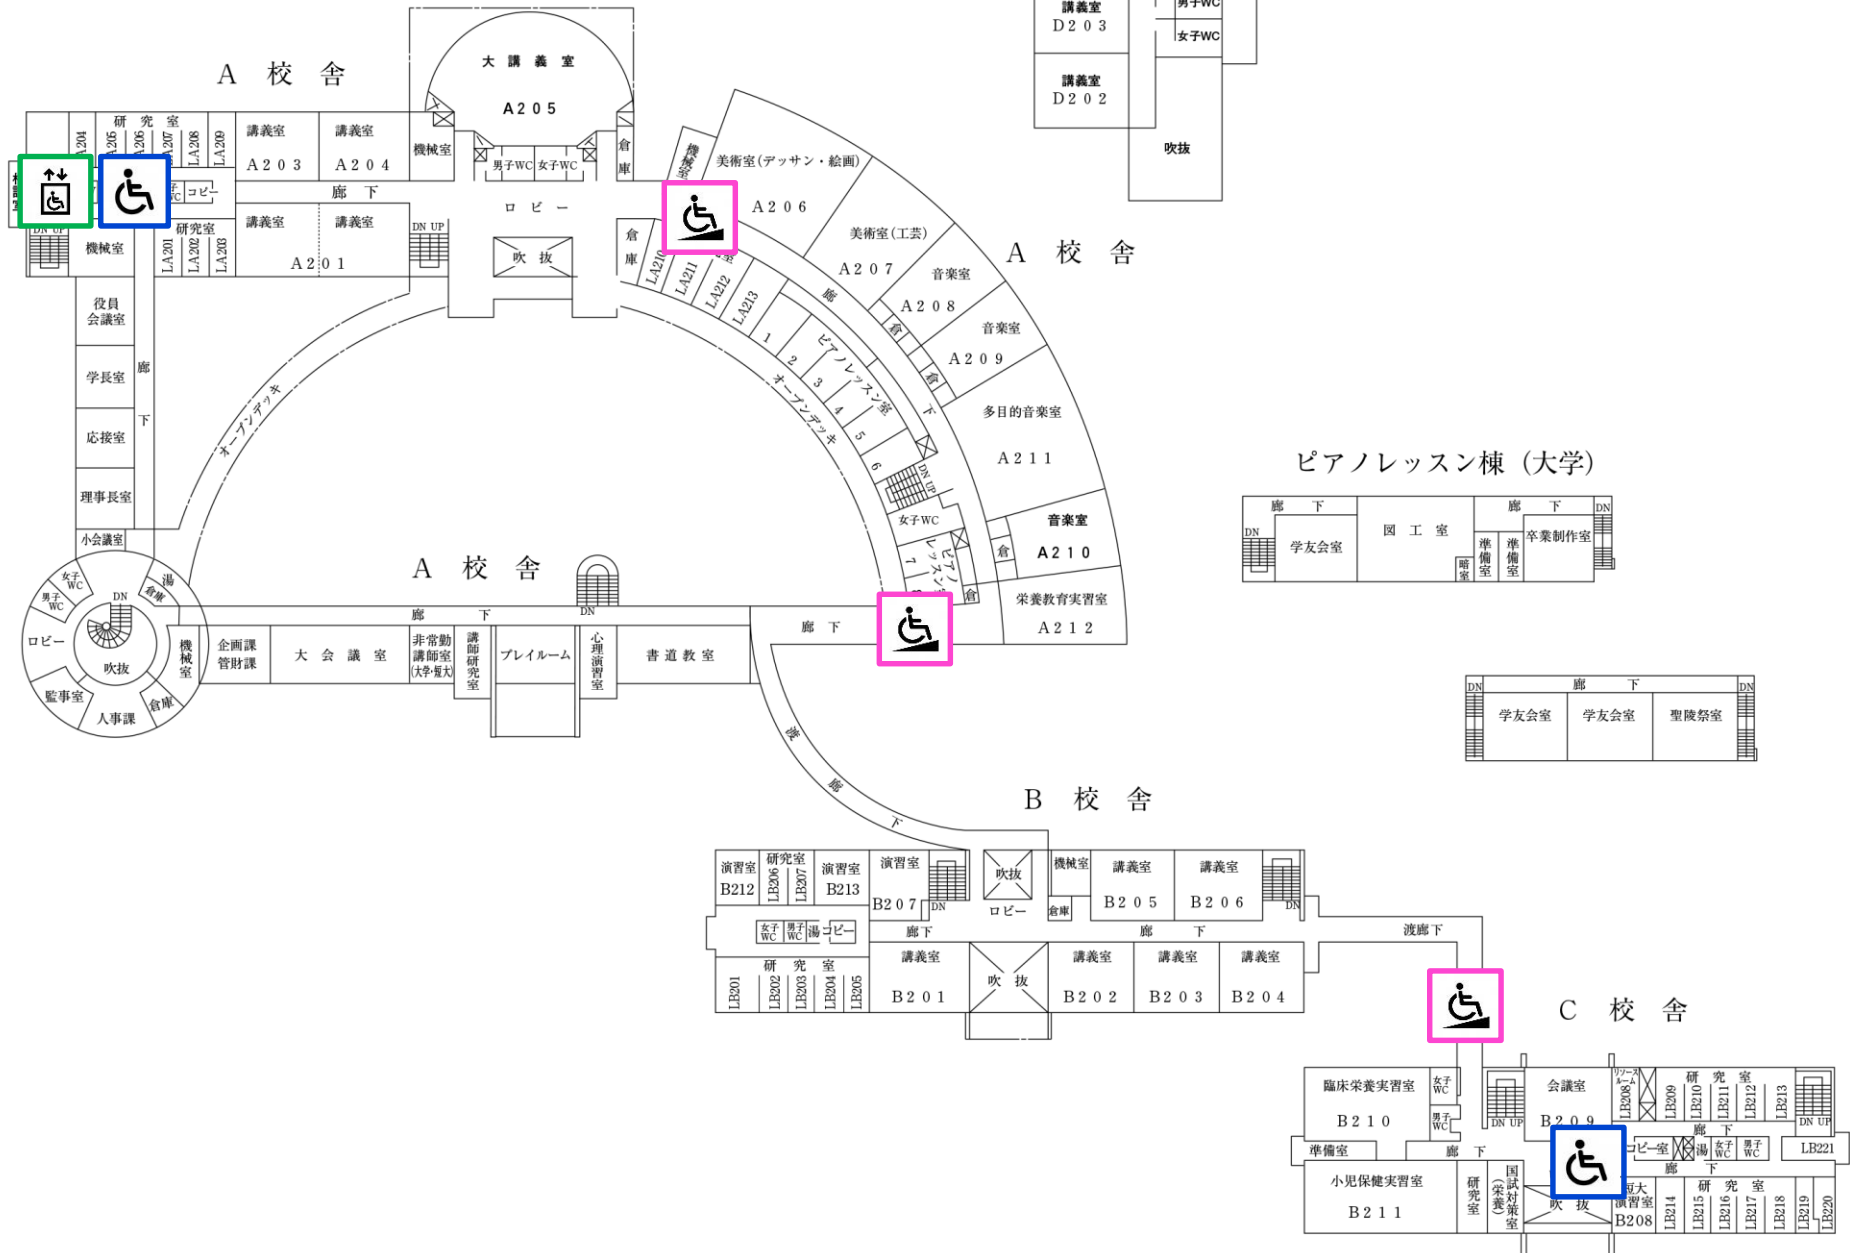 講義室
D203
男子WC
女子WC
講義室
D202
吹抜
A 校 舎
大 講 義 室
A205
研 究 室
LA208
LA209
講義室
A203
講義室
A204
機械室
男子WC
女子WC
倉庫
コピー
廊 下
ロ ビ ー
DN UP
機械室
研究室
LA201
LA202
LA203
講義室
講義室
A201
DN UP
吹 抜
倉庫
機械室
美術室(デッサン・絵画)
A206
美術室(工芸)
A207
音楽室
A208
倉
音楽室
A209
倉
A 校 舎
LA210
LA211
LA212
LA213
廊
下
1
2
3
4
5
6
ピアノレッスン室
オープンデッキ
DN UP
多目的音楽室
A211
女子WC
音楽室
A210
倉
7
ピアノ
レッスン室
倉
栄養教育実習室
A212
役員
会議室
学長室
応接室
理事長室
小会議室
廊
下
オープンデッキ
女子WC
男子WC
湯
倉庫
DN
ロビー
吹抜
監事室
人事課
倉庫
機械室
A 校 舎
廊 下
DN
廊 下
企画課
管財課
大 会 議 室
非常勤
講師室
(大学・短大)
講師研究室
プレイルーム
心理演習室
書 道 教 室
渡
廊
下
ピアノレッスン棟 (大学)
廊 下
廊 下
DN
DN
学友会室
図 工 室
暗室
準備室
準備室
卒業制作室
DN
廊 下
DN
学友会室
学友会室
聖陵祭室
B 校 舎
演習室
B212
研究室
LB206
LB207
演習室
B213
演習室
B207
DN
吹抜
ロビー
機械室
倉庫
講義室
B205
講義室
B206
DN
女子WC
男子WC
湯
コピー
廊下
廊 下
渡廊下
研 究 室
LB201
LB202
LB203
LB204
LB205
講義室
B201
吹 抜
講義室
B202
講義室
B203
講義室
B204
C 校 舎
臨床栄養実習室
B210
女子WC
男子WC
DN UP
会議室
B209
リソースルーム
LB208
研 究 室
LB209
LB210
LB211
LB212
LB213
DN UP
廊 下
準備室
廊 下
コピー室
湯
女子WC
男子WC
LB221
廊 下
小児保健実習室
B211
研究室
国試対策室
(栄養)
吹 抜
短大
演習室
B208
研 究 室
LB214
LB215
LB216
LB217
LB218
LB219
LB220